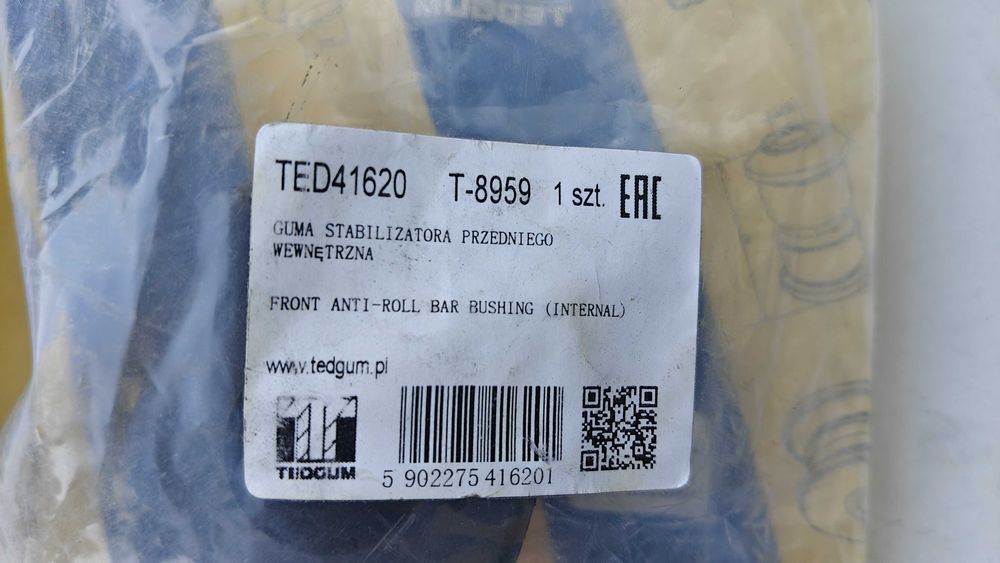 TEDGUM
TED41620 T-8959 1 szt. EAC
GUMA STABILIZATORA PRZEDNIEGO
WEWNĘTRZNA
FRONT ANTI-ROLL BAR BUSHING (INTERNAL)
www.tedgum.pl
TEDGUM
5 902275 416201